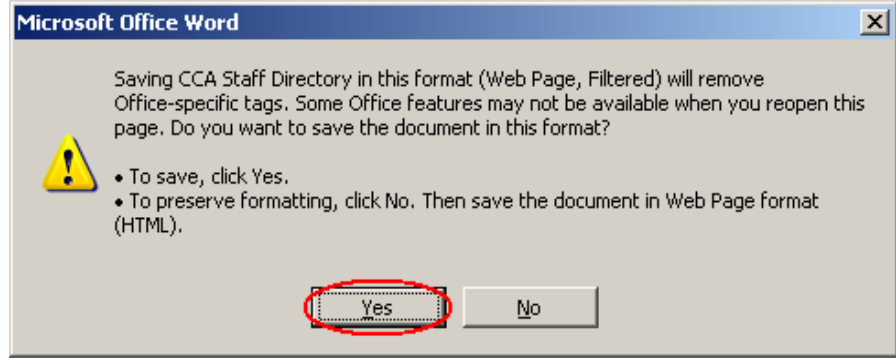 Microsoft Office Word
Saving CCA Staff Directory in this format (Web Page, Filtered) will remove
Office-specific tags. Some Office features may not be available when you reopen this
page. Do you want to save the document in this format?
• To save, click Yes.
• To preserve formatting, click No. Then save the document in Web Page format
(HTML).
Yes No